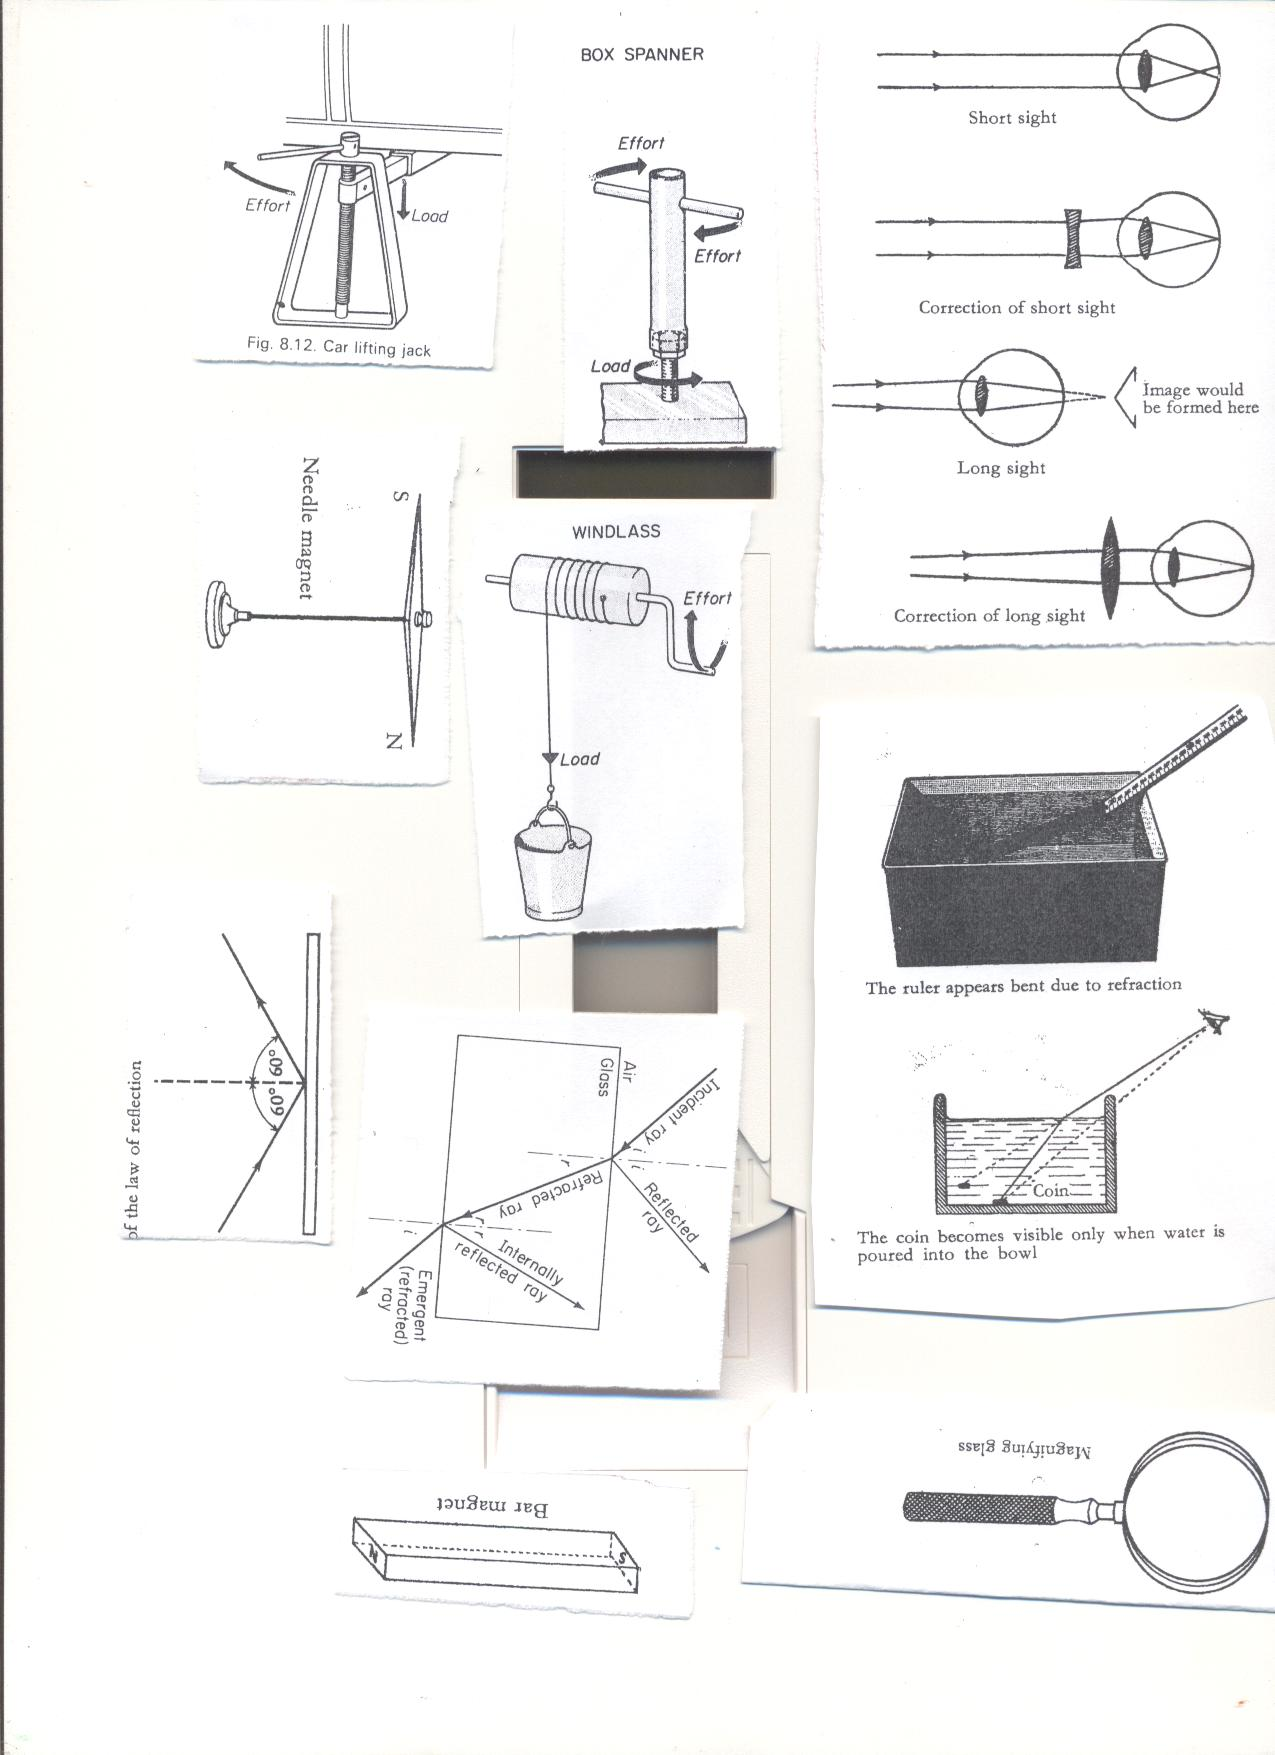 Effort
Load
Fig. 8.12. Car lifting jack
BOX SPANNER
Effort
Effort
Load
Short sight
Correction of short sight
Image would
be formed here
Long sight
Correction of long sight
Needle magnet
S
N
WINDLASS
Effort
Load
The ruler appears bent due to refraction
Coin
The coin becomes visible only when water is
poured into the bowl
60° 60°
of the law of reflection
Air
Glass
Incident ray
i
i
r
Refracted ray
Reflected
ray
r
r
i
Internally
reflected ray
Emergent
(refracted)
ray
Magnifying glass
Bar magnet
N
S